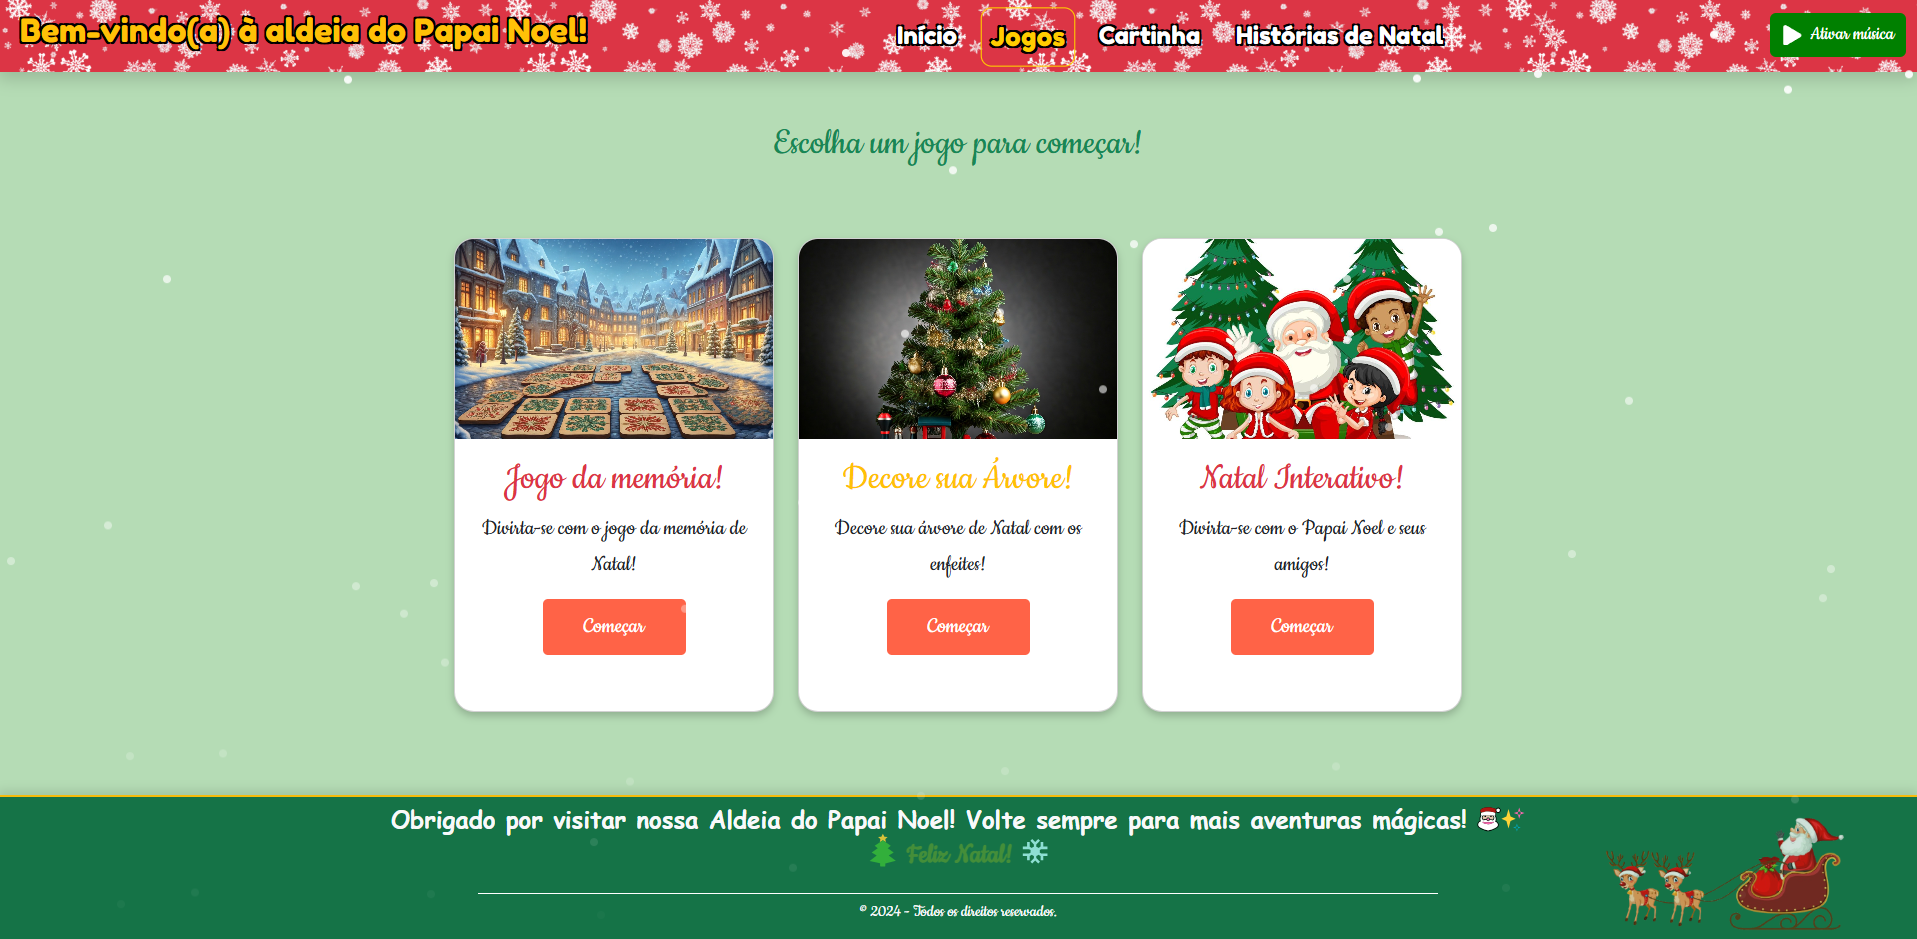 Bem-vindo(a) à aldeia do Papai Noel!
Início Jogos Cartinha Histórias de Natal
Ativar música
Escolha um jogo para começar!
Jogo da memória!
Divirta-se com o jogo da memória de
Natal!
Começar
Decore sua Árvore!
Decore sua árvore de Natal com os
enfeites!
Começar
Natal Interativo!
Divirta-se com o Papai Noel e seus
amigos!
Começar
Obrigado por visitar nossa Aldeia do Papai Noel! Volte sempre para mais aventuras mágicas! 🎅✨
🎄 Feliz Natal! ❄
© 2024 - Todos os direitos reservados.